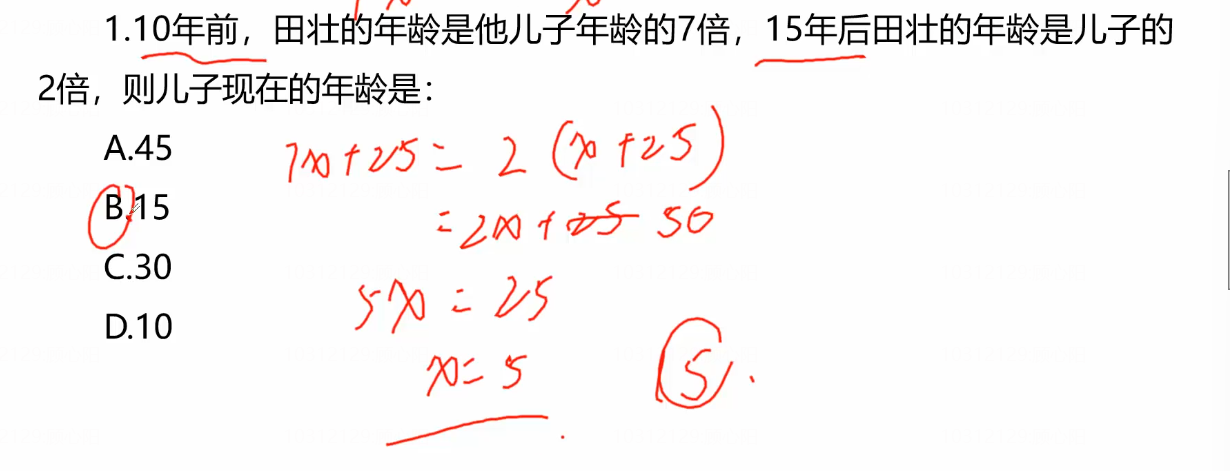 1.10年前，田壮的年龄是他儿子年龄的7倍，15年后田壮的年龄是儿子的
2倍，则儿子现在的年龄是：
A.45
7x+25= 2 (x+25)
B.15
=2x+25 50
C.30
5x=25
D.10
x=5
5.